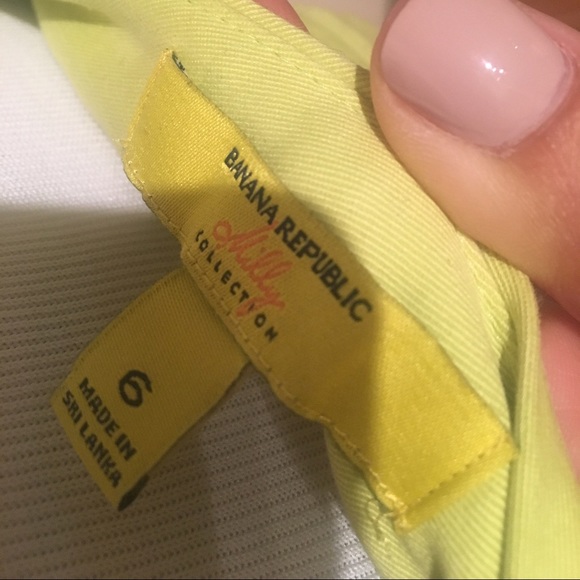 BANANA REPUBLIC
Milly
COLLECTION
6
MADE IN
SRI LANKA